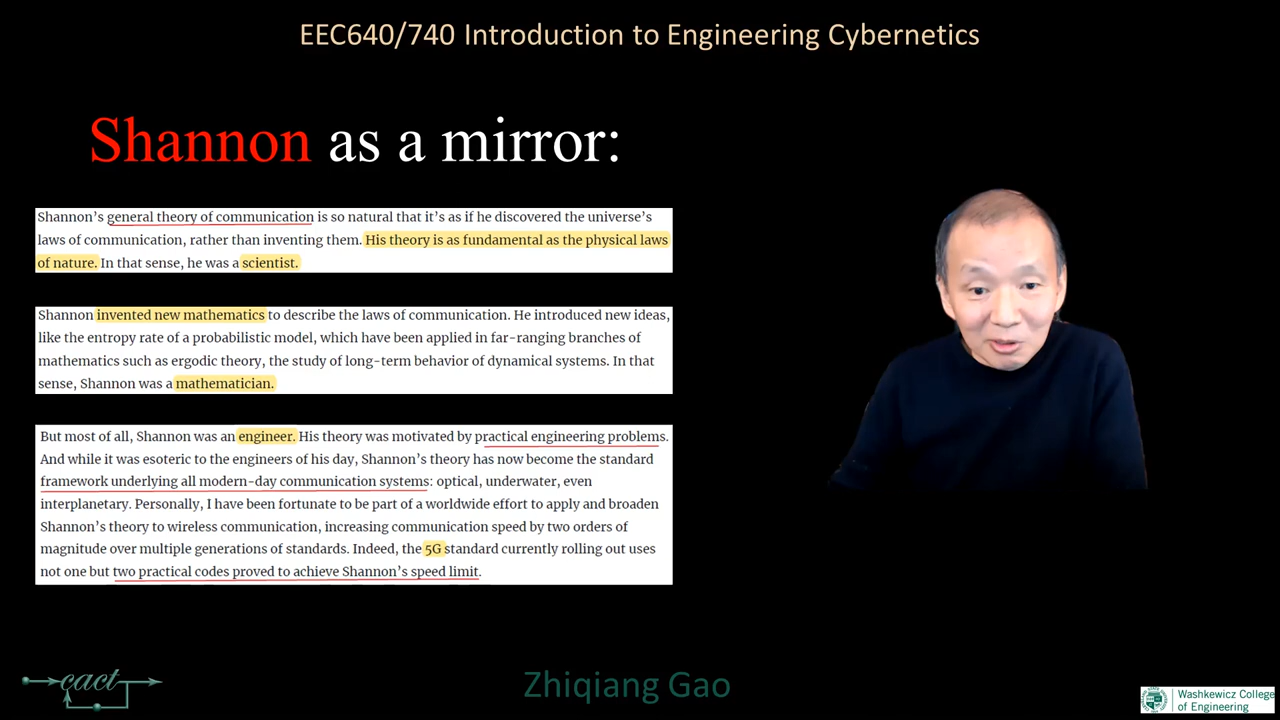 EEC640/740 Introduction to Engineering Cybernetics
Shannon as a mirror:
Shannon's general theory of communication is so natural that it's as if he discovered the universe's
laws of communication, rather than inventing them. His theory is as fundamental as the physical laws
of nature. In that sense, he was a scientist.
Shannon invented new mathematics to describe the laws of communication. He introduced new ideas,
like the entropy rate of a probabilistic model, which have been applied in far-ranging branches of
mathematics such as ergodic theory, the study of long-term behavior of dynamical systems. In that
sense, Shannon was a mathematician.
But most of all, Shannon was an engineer. His theory was motivated by practical engineering problems.
And while it was esoteric to the engineers of his day, Shannon's theory has now become the standard
framework underlying all modern-day communication systems: optical, underwater, even
interplanetary. Personally, I have been fortunate to be part of a worldwide effort to apply and broaden
Shannon's theory to wireless communication, increasing communication speed by two orders of
magnitude over multiple generations of standards. Indeed, the 5G standard currently rolling out uses
not one but two practical codes proved to achieve Shannon's speed limit.
cact
Zhiqiang Gao
Washkewicz College
of Engineering